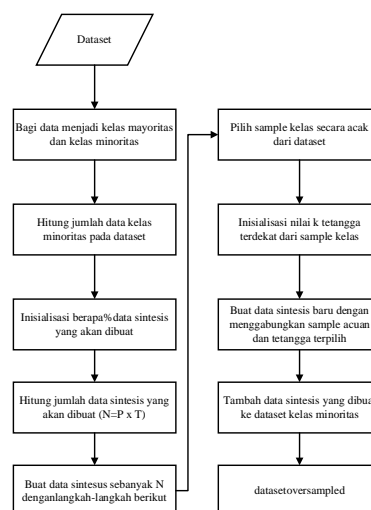 Dataset
Bagi data menjadi kelas mayoritas
dan kelas minoritas
Hitung jumlah data kelas
minoritas pada dataset
Inisialisasi berapa%data sintesis
yang akan dibuat
Hitung jumlah data sintesis yang
akan dibuat (N=P x T)
Buat data sintesus sebanyak N
denganlangkah-langkah berikut
Pilih sample kelas secara acak
dari dataset
Inisialisasi nilai k tetangga
terdekat dari sample kelas
Buat data sintesis baru dengan
menggabungkan sample acuan
dan tetangga terpilih
Tambah data sintesis yang dibuat
ke dataset kelas minoritas
datasetoversampled